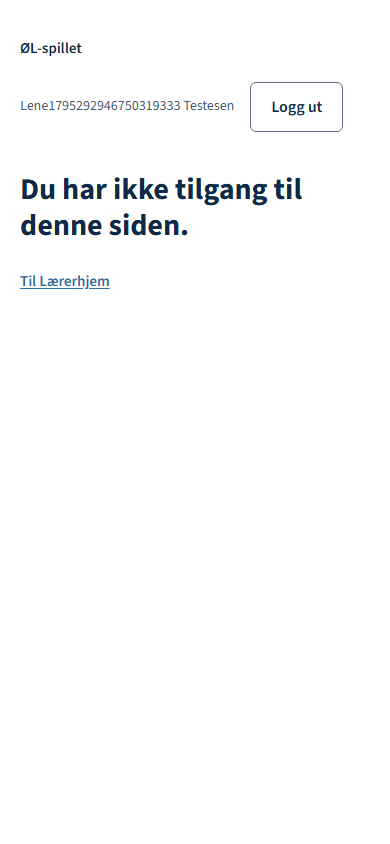 ØL-spillet
Lene1795292946750319333 Testesen
Logg ut
Du har ikke tilgang til
denne siden.
Til Lærerhjem